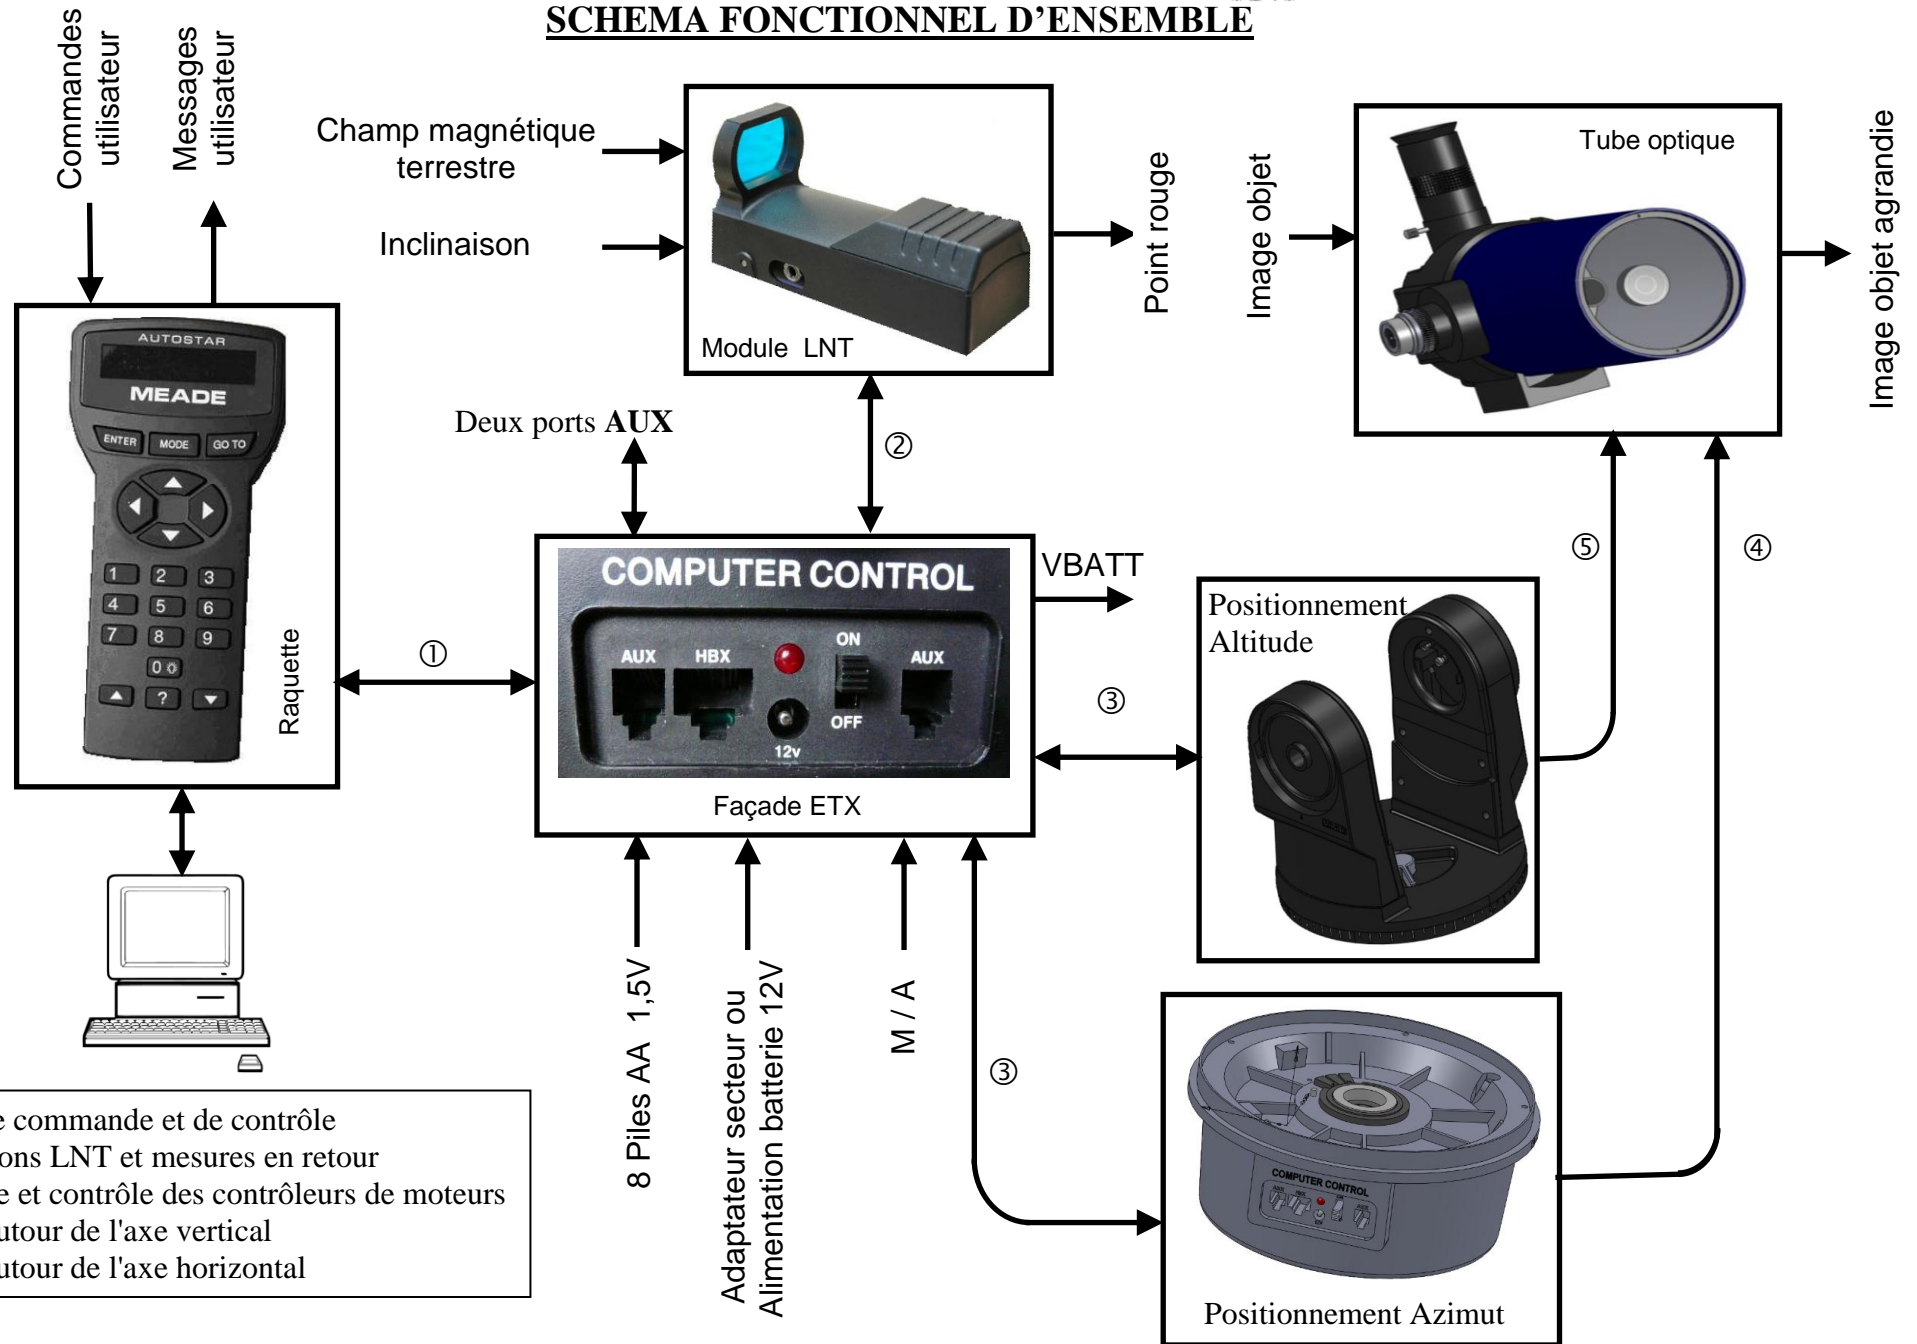 SCHEMA FONCTIONNEL D'ENSEMBLE
Commandes
utilisateur
Messages
utilisateur
Champ magnétique
terrestre
Inclinaison
Module LNT
Point rouge
Image objet
Tube optique
Image objet agrandie
AUTOSTAR
MEADE
ENTER
MODE
GO TO
1 2 3
4 5 6
7 8 9
0
?
Raquette
①
Deux ports AUX
②
COMPUTER CONTROL
AUX HBX ON AUX
OFF
12v
Façade ETX
VBATT
③
Positionnement
Altitude
⑤
④
8 Piles AA 1,5V
Adaptateur secteur ou
Alimentation batterie 12V
M / A
③
COMPUTER CONTROL
AUX HBX ON AUX
Positionnement Azimut
e commande et de contrôle
ons LNT et mesures en retour
e et contrôle des contrôleurs de moteurs
utour de l'axe vertical
utour de l'axe horizontal